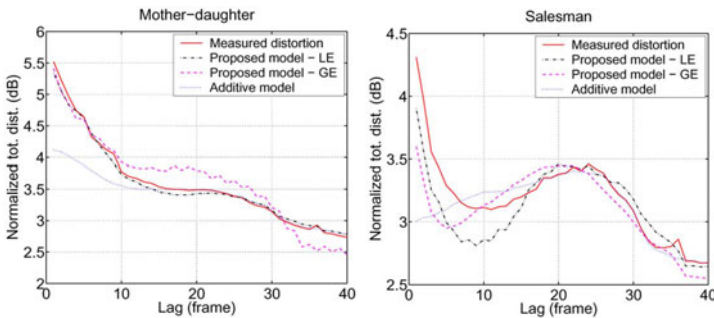 Mother-daughter
Normalized tot. dist. (dB)
6
5.5
5
4.5
4
3.5
3
2.5
2
Measured distortion
Proposed model - LE
Proposed model - GE
Additive model
0
10
20
30
40
Lag (frame)
Salesman
Normalized tot. dist. (dB)
4.5
4
3.5
3
2.5
Measured distortion
Proposed model - LE
Proposed model - GE
Additive model
0
10
20
30
40
Lag (frame)